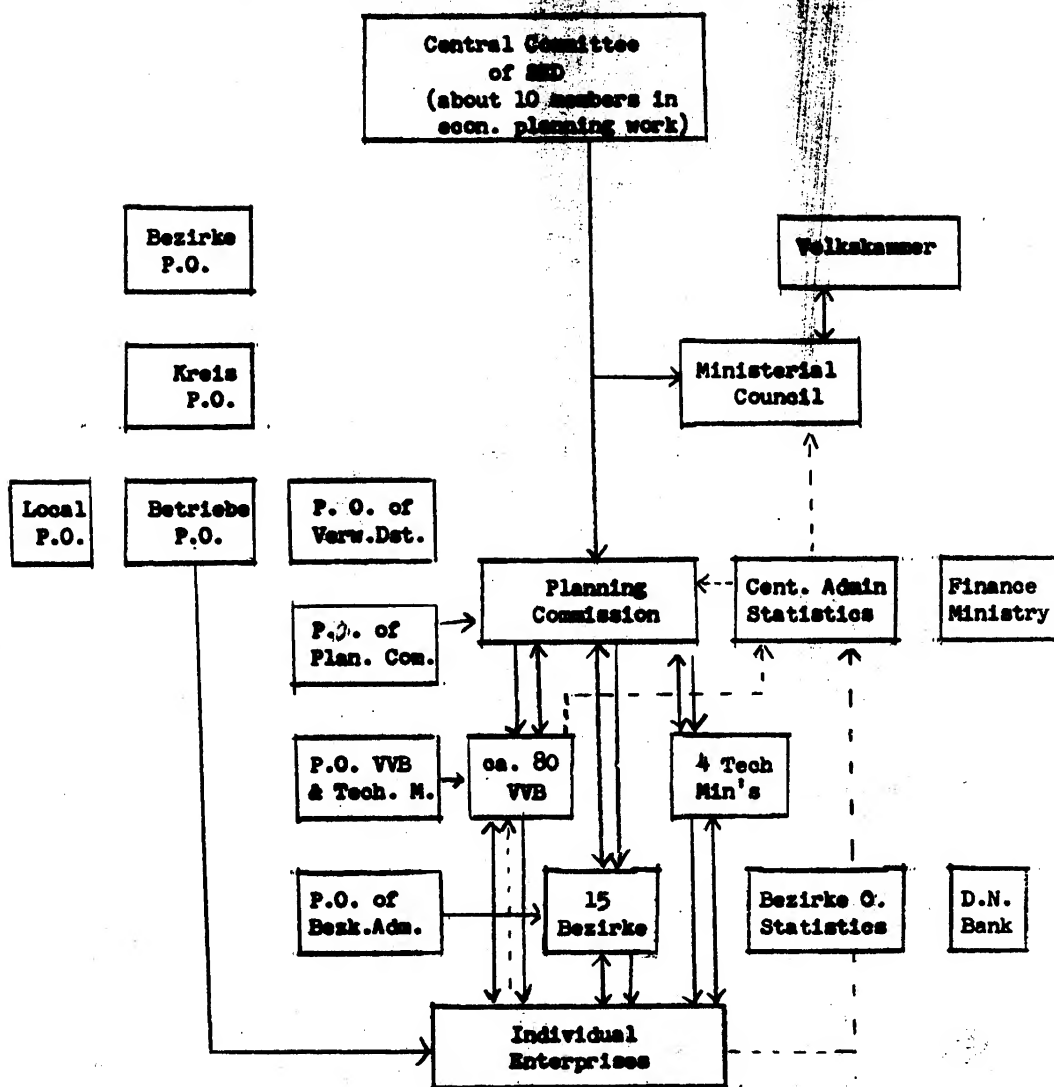 Central Committee
of SED
(about 10 members in
econ. planning work)
Bezirke
P.O.
Volkskammer
Kreis
P.O.
Ministerial
Council
Local
P.O.
Betriebe
P.O.
P. O. of
Verw.Dst.
Planning
Commission
Cent. Admin
Statistics
Finance
Ministry
P.O. of
Plan. Com.
P.O. VVB
& Tech. M.
ca. 80
VVB
4 Tech
Min's
P.O. of
Bezk.Adm.
15
Bezirke
Bezirke O.
Statistics
D.N.
Bank
Individual
Enterprises